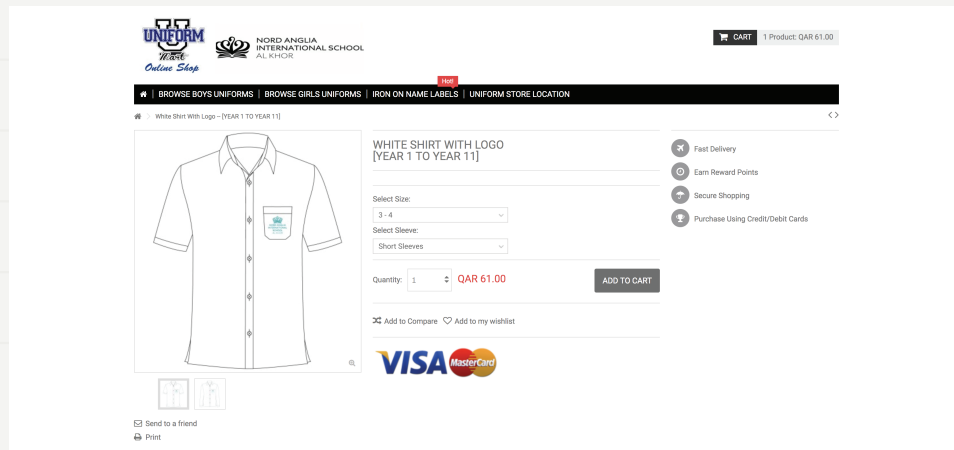 UNIFORM
Mart
Online Shop
NORD ANGLIA
INTERNATIONAL SCHOOL
AL KHOR
CART
1 Product: QAR 61.00
Hot!
BROWSE BOYS UNIFORMS | BROWSE GIRLS UNIFORMS | IRON ON NAME LABELS | UNIFORM STORE LOCATION
White Shirt With Logo – [YEAR 1 TO YEAR 11]
WHITE SHIRT WITH LOGO
[YEAR 1 TO YEAR 11]
Select Size:
3 - 4
Select Sleeve:
Short Sleeves
Quantity: 1 QAR 61.00
ADD TO CART
Add to Compare Add to my wishlist
VISA MasterCard
Fast Delivery
Earn Reward Points
Secure Shopping
Purchase Using Credit/Debit Cards
Send to a friend
Print